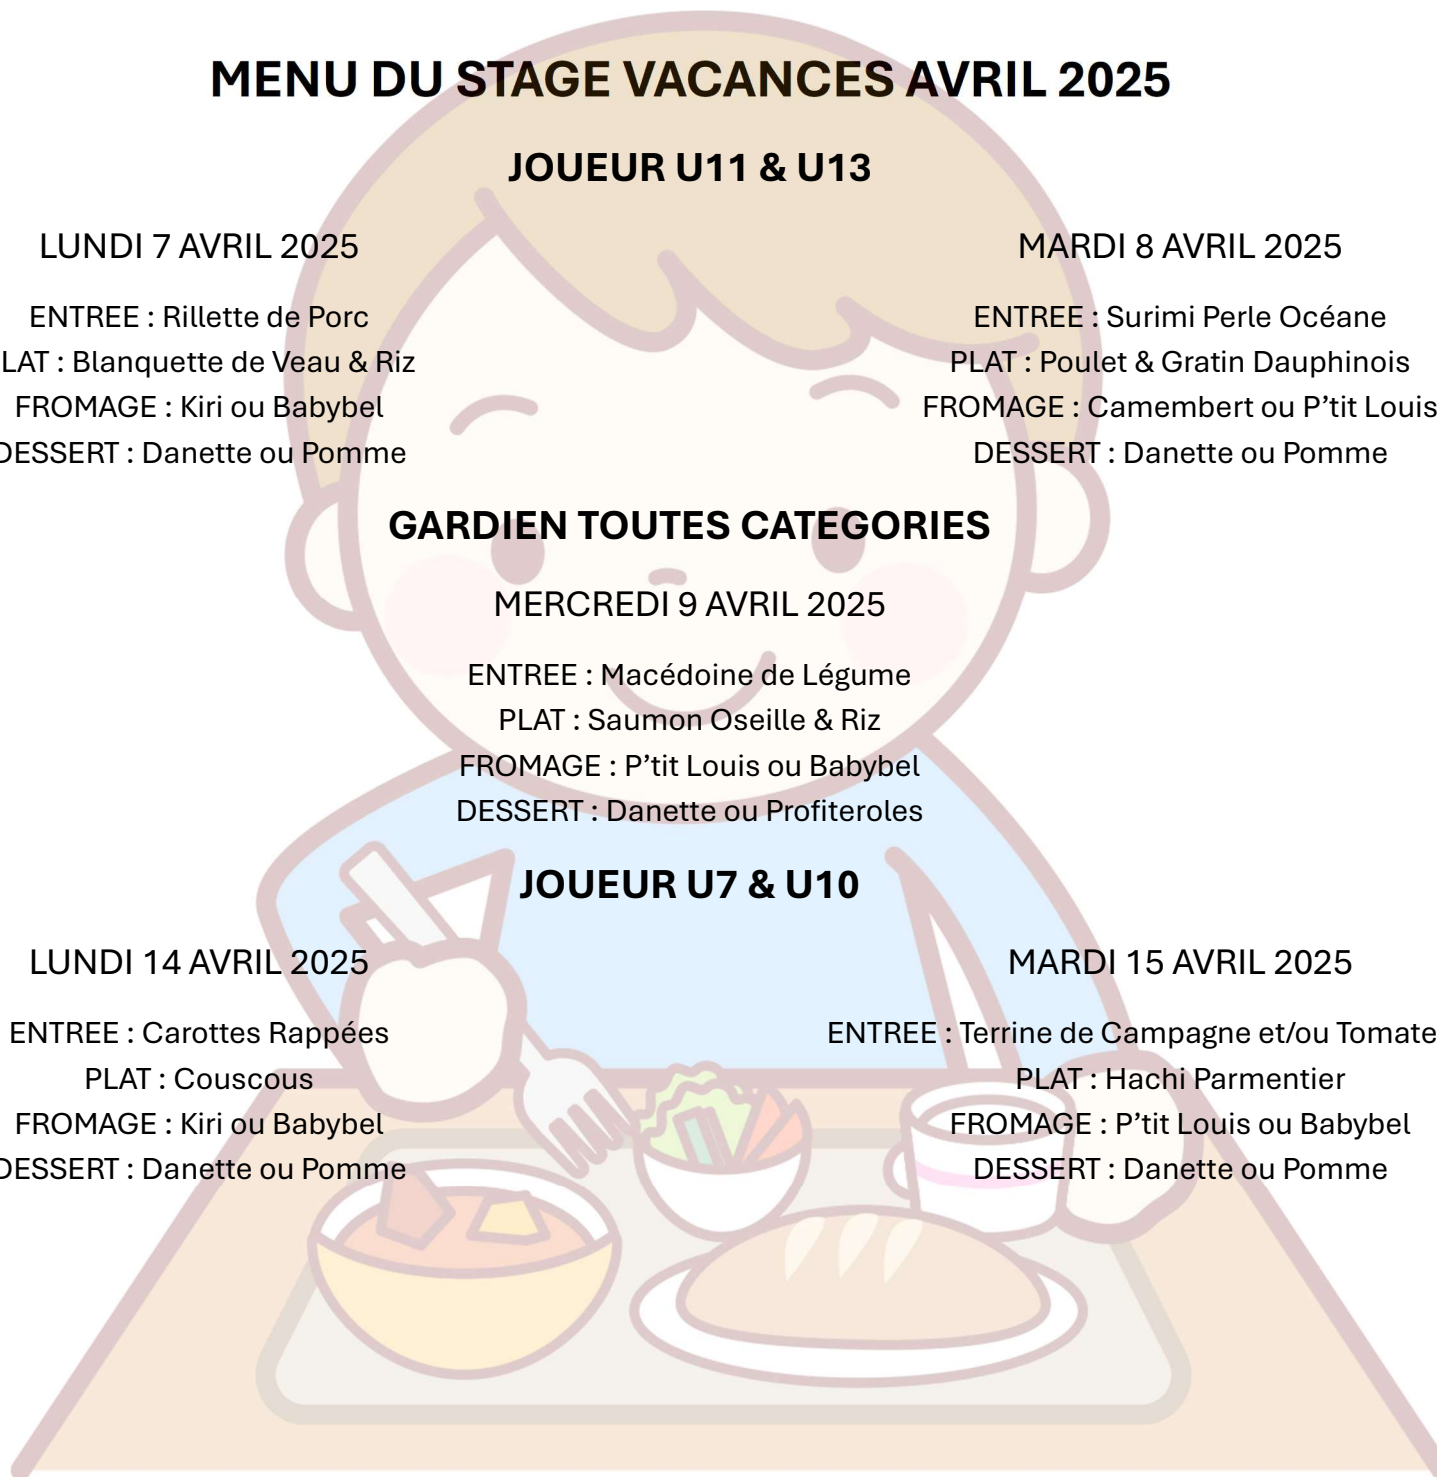 MENU DU STAGE VACANCES AVRIL 2025
JOUEUR U11 & U13
LUNDI 7 AVRIL 2025
ENTREE : Rillette de Porc
LAT : Blanquette de Veau & Riz
FROMAGE : Kiri ou Babybel
DESSERT : Danette ou Pomme
MARDI 8 AVRIL 2025
ENTREE : Surimi Perle Océane
PLAT : Poulet & Gratin Dauphinois
FROMAGE : Camembert ou P’tit Louis
DESSERT : Danette ou Pomme
GARDIEN TOUTES CATEGORIES
MERCREDI 9 AVRIL 2025
ENTREE : Macédoine de Légume
PLAT : Saumon Oseille & Riz
FROMAGE : P’tit Louis ou Babybel
DESSERT : Danette ou Profiteroles
JOUEUR U7 & U10
LUNDI 14 AVRIL 2025
ENTREE : Carottes Rappées
PLAT : Couscous
FROMAGE : Kiri ou Babybel
DESSERT : Danette ou Pomme
MARDI 15 AVRIL 2025
ENTREE : Terrine de Campagne et/ou Tomate
PLAT : Hachi Parmentier
FROMAGE : P’tit Louis ou Babybel
DESSERT : Danette ou Pomme